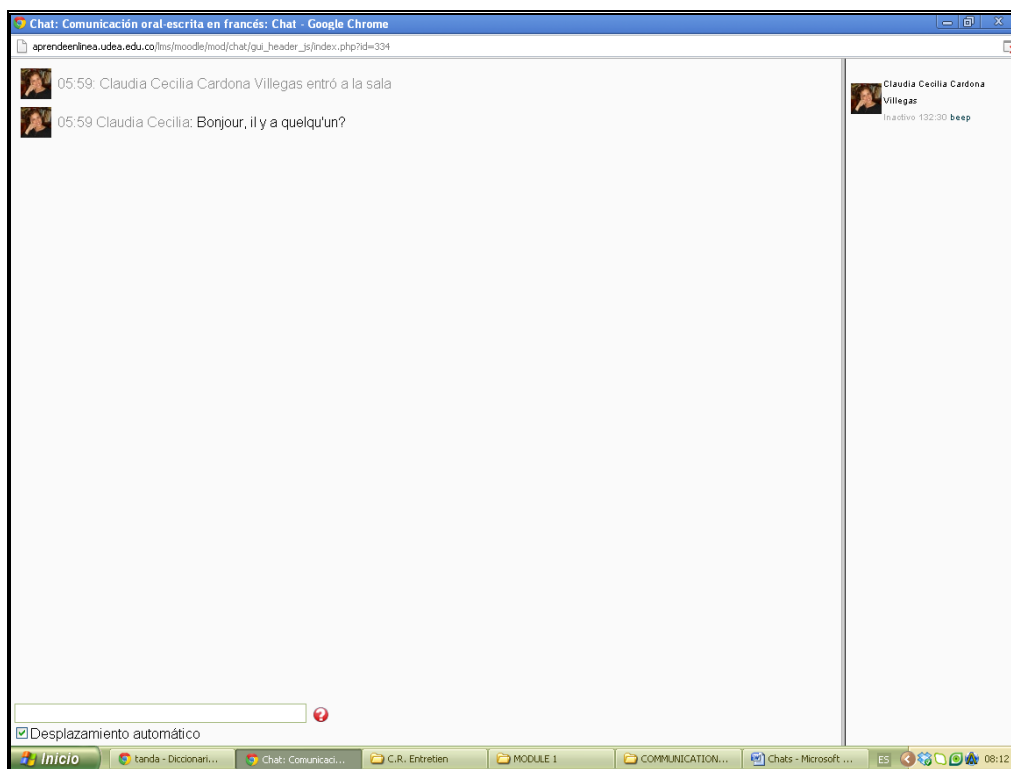 Chat: Comunicación oral-escrita en francés: Chat - Google Chrome
aprendeenlinea.udea.edu.co/lms/moodle/mod/chat/gui_header_js/index.php?id=334
05:59: Claudia Cecilia Cardona Villegas entró a la sala
05:59 Claudia Cecilia: Bonjour, il y a quelqu'un?
Claudia Cecilia Cardona
Villegas
Inactivo 132:30 beep
Desplazamiento automático
Inicio
tanda - Diccionari...
Chat: Comunicaci...
C.R. Entretien
MODULE 1
COMMUNICATION...
Chats - Microsoft ...
ES
08:12